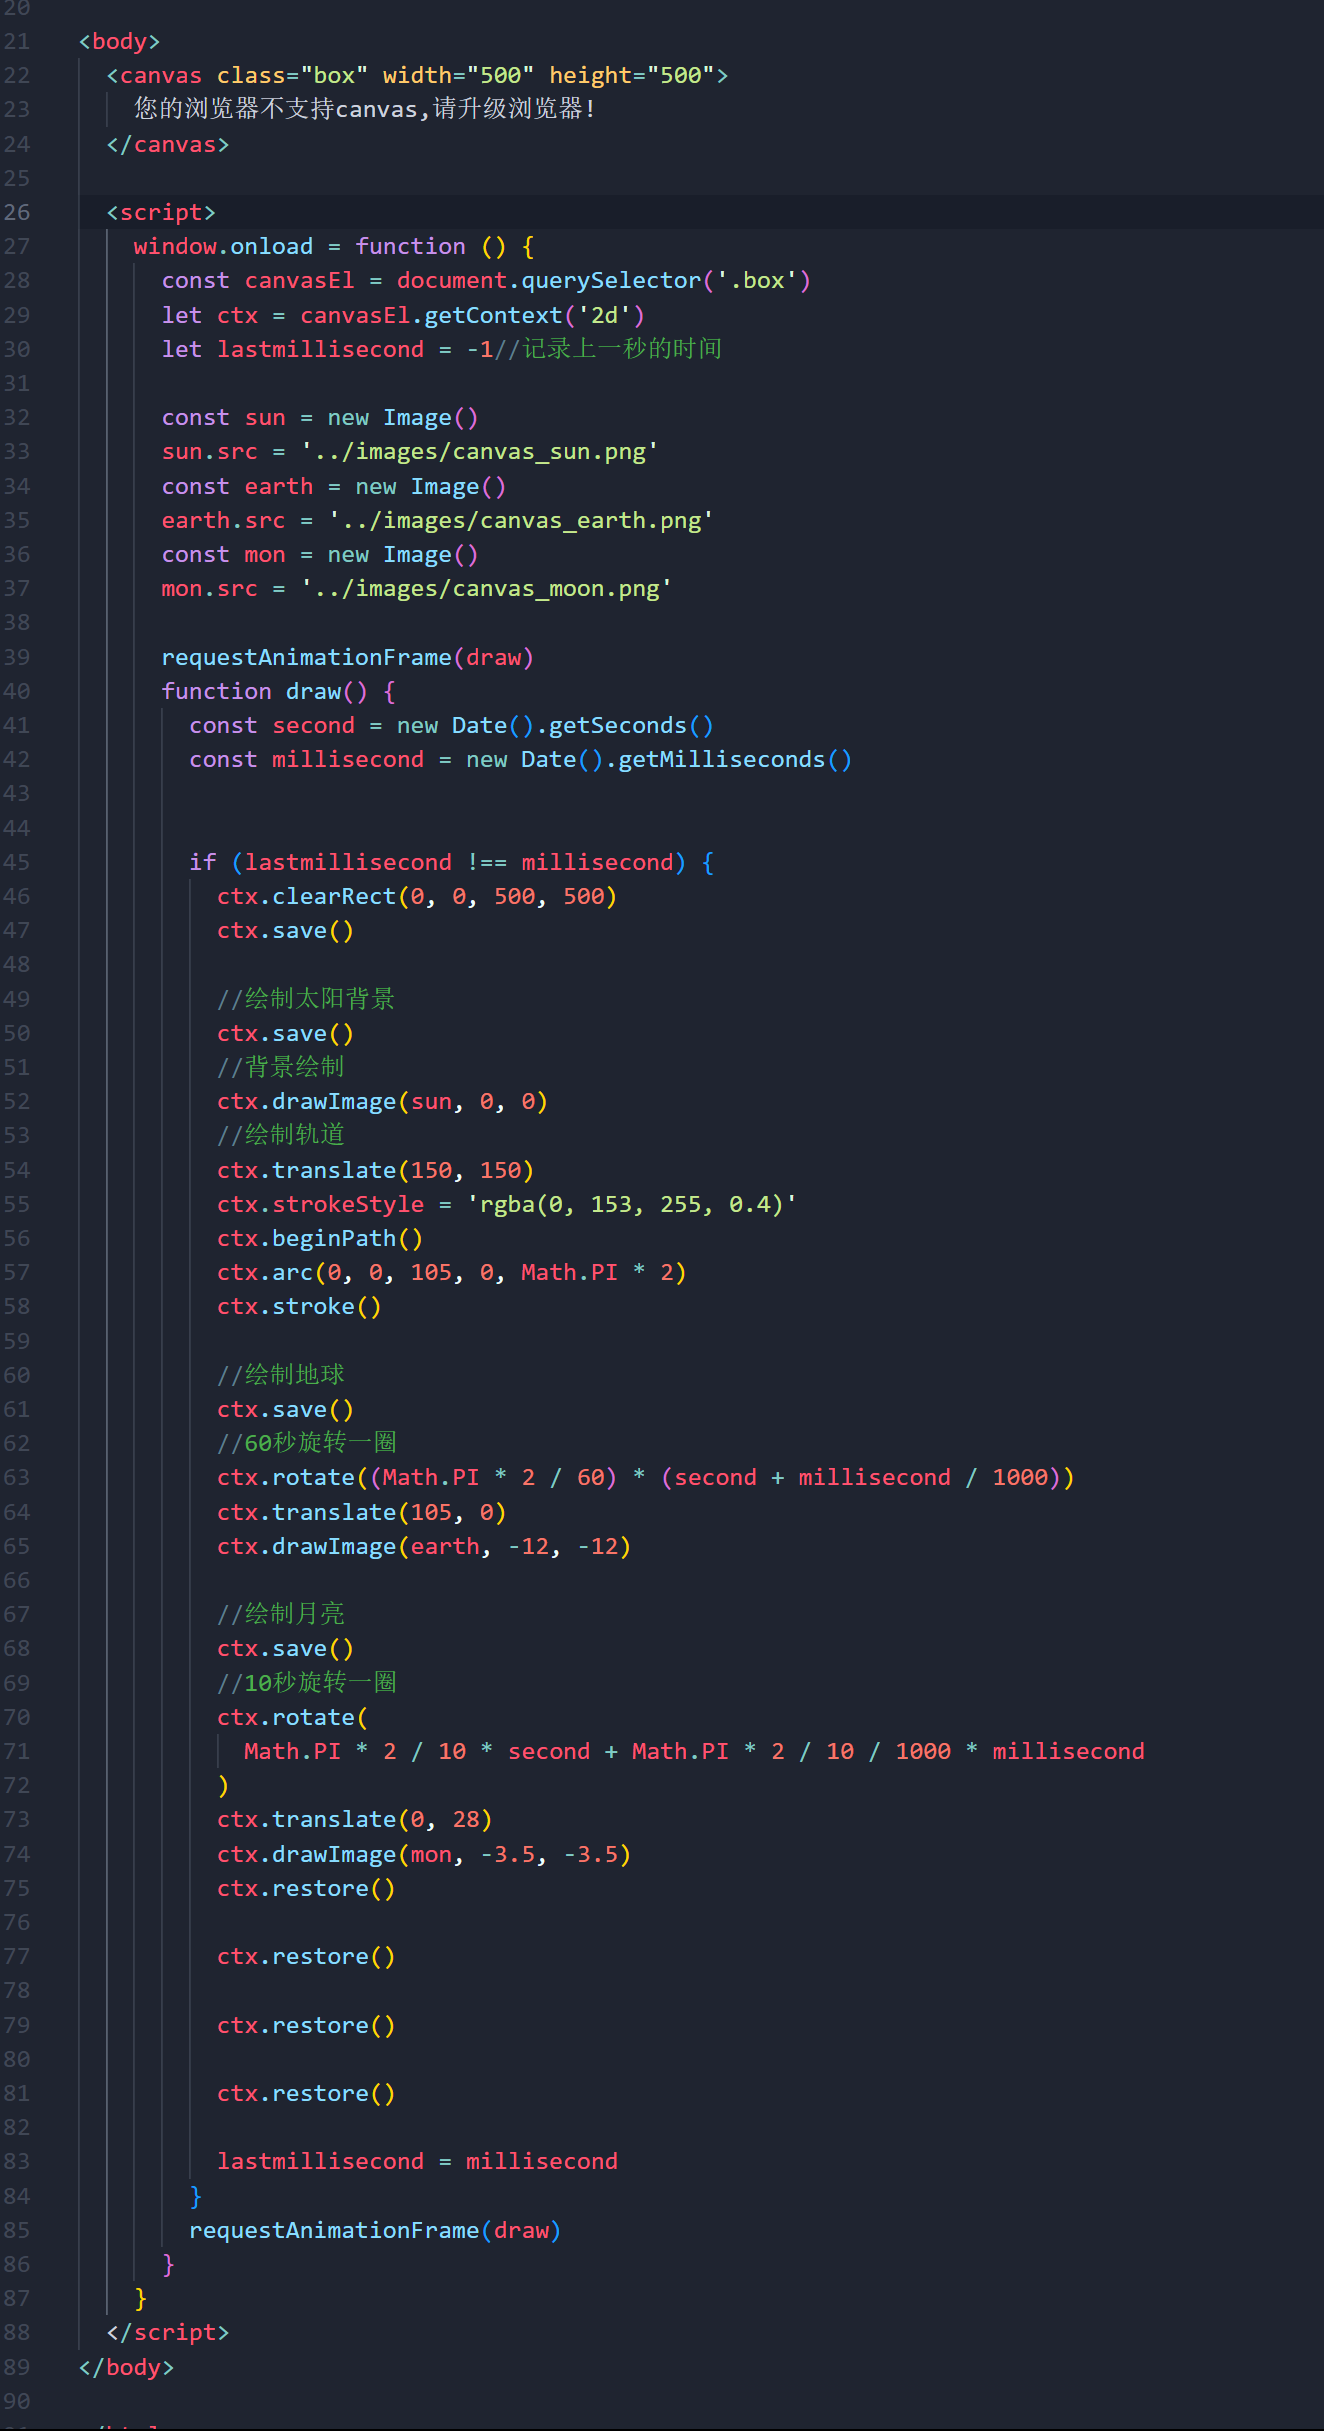 20
21 <body>
22 <canvas class="box" width="500" height="500">
23 您的浏览器不支持canvas,请升级浏览器!
24 </canvas>
25
26 <script>
27 window.onload = function () {
28 const canvasEl = document.querySelector('.box')
29 let ctx = canvasEl.getContext('2d')
30 let lastmillisecond = -1//记录上一秒的时间
31
32 const sun = new Image()
33 sun.src = '../images/canvas_sun.png'
34 const earth = new Image()
35 earth.src = '../images/canvas_earth.png'
36 const mon = new Image()
37 mon.src = '../images/canvas_moon.png'
38
39 requestAnimationFrame(draw)
40 function draw() {
41 const second = new Date().getSeconds()
42 const millisecond = new Date().getMilliseconds()
43
44
45 if (lastmillisecond !== millisecond) {
46 ctx.clearRect(0, 0, 500, 500)
47 ctx.save()
48
49 //绘制太阳背景
50 ctx.save()
51 //背景绘制
52 ctx.drawImage(sun, 0, 0)
53 //绘制轨道
54 ctx.translate(150, 150)
55 ctx.strokeStyle = 'rgba(0, 153, 255, 0.4)'
56 ctx.beginPath()
57 ctx.arc(0, 0, 105, 0, Math.PI * 2)
58 ctx.stroke()
59
60 //绘制地球
61 ctx.save()
62 //60秒旋转一圈
63 ctx.rotate((Math.PI * 2 / 60) * (second + millisecond / 1000))
64 ctx.translate(105, 0)
65 ctx.drawImage(earth, -12, -12)
66
67 //绘制月亮
68 ctx.save()
69 //10秒旋转一圈
70 ctx.rotate(
71 Math.PI * 2 / 10 * second + Math.PI * 2 / 10 / 1000 * millisecond
72 )
73 ctx.translate(0, 28)
74 ctx.drawImage(mon, -3.5, -3.5)
75 ctx.restore()
76
77 ctx.restore()
78
79 ctx.restore()
80
81 ctx.restore()
82
83 lastmillisecond = millisecond
84 }
85 requestAnimationFrame(draw)
86 }
87 }
88 </script>
89 </body>
90